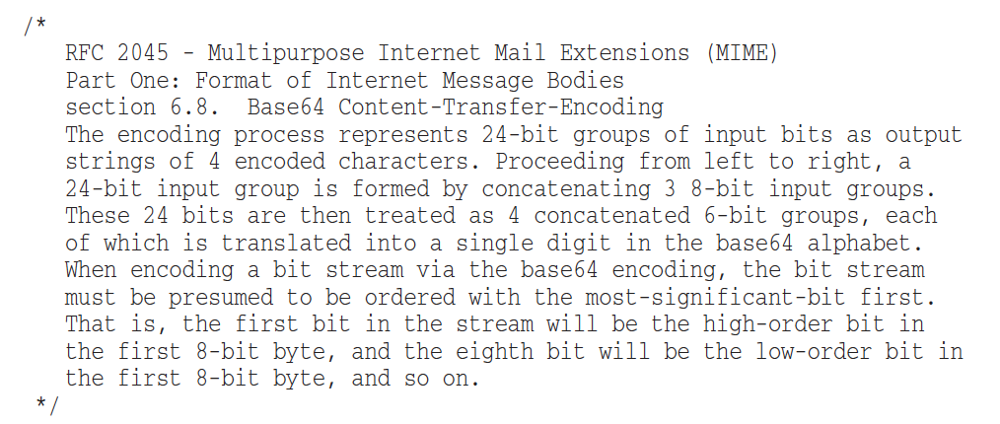 /*
RFC 2045 - Multipurpose Internet Mail Extensions (MIME)
Part One: Format of Internet Message Bodies
section 6.8.  Base64 Content-Transfer-Encoding
The encoding process represents 24-bit groups of input bits as output
strings of 4 encoded characters. Proceeding from left to right, a
24-bit input group is formed by concatenating 3 8-bit input groups.
These 24 bits are then treated as 4 concatenated 6-bit groups, each
of which is translated into a single digit in the base64 alphabet.
When encoding a bit stream via the base64 encoding, the bit stream
must be presumed to be ordered with the most-significant-bit first.
That is, the first bit in the stream will be the high-order bit in
the first 8-bit byte, and the eighth bit will be the low-order bit in
the first 8-bit byte, and so on.
*/